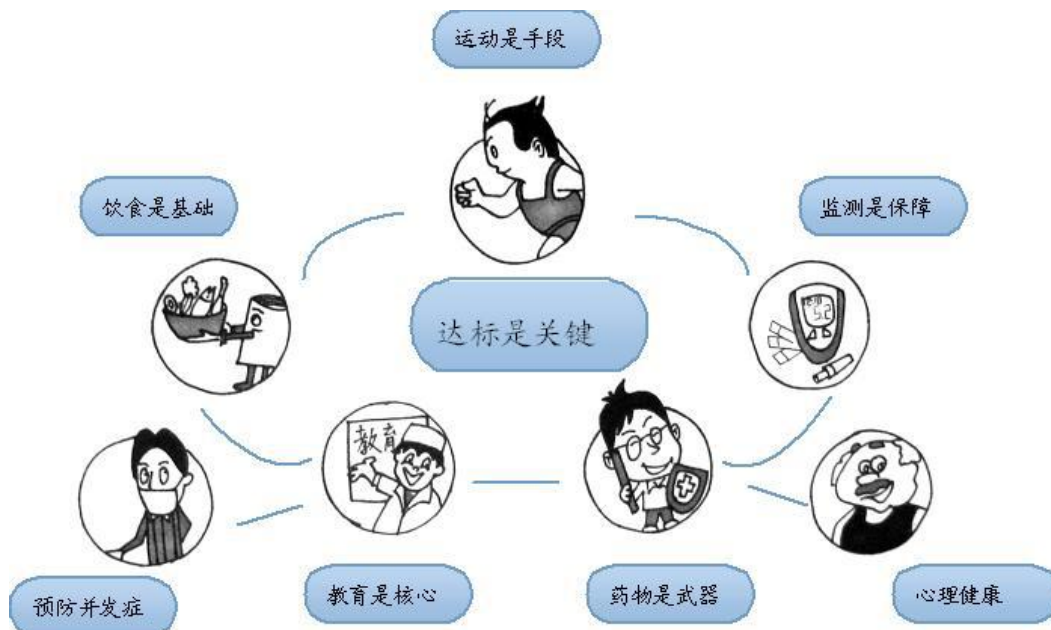 运动是手段
饮食是基础
监测是保障
达标是关键
5.2
教育
预防并发症
教育是核心
药物是武器
心理健康